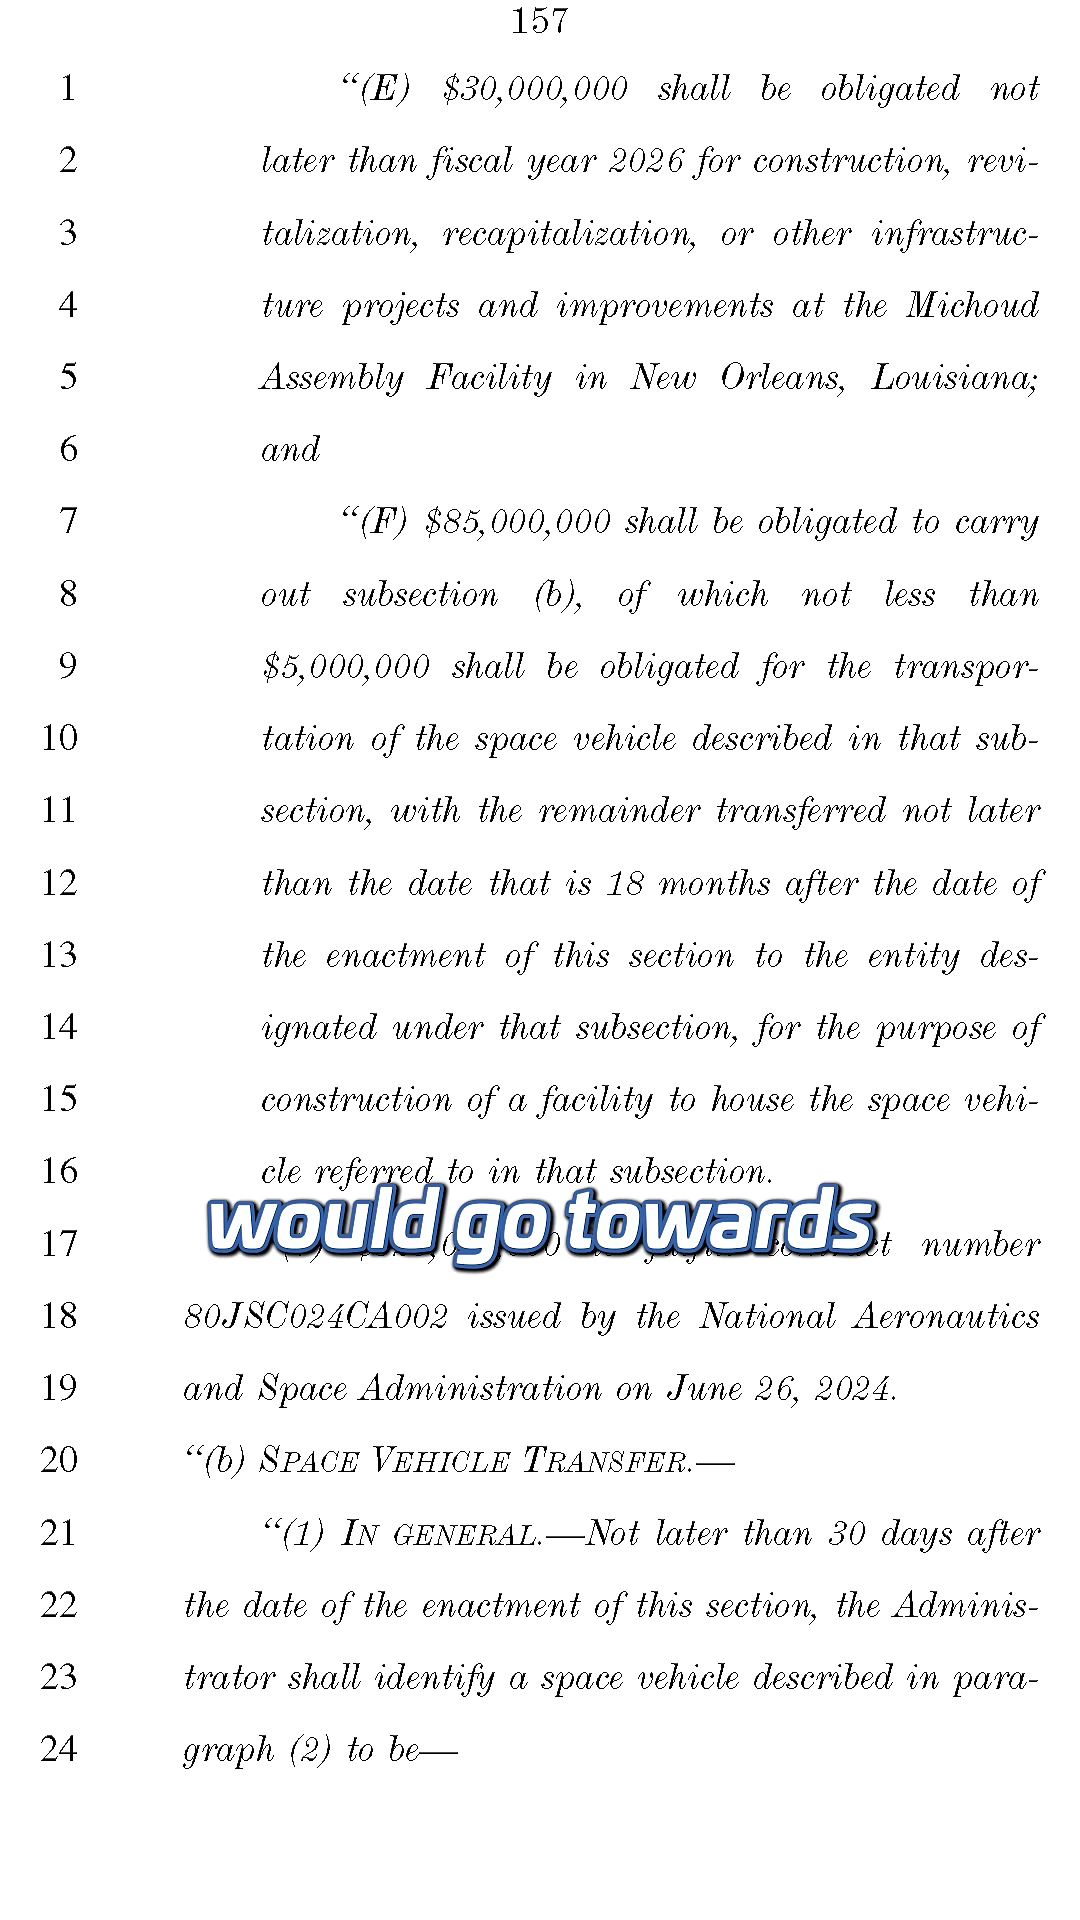 157
1 “(E) $30,000,000 shall be obligated not
2 later than fiscal year 2026 for construction, revi-
3 talization, recapitalization, or other infrastruc-
4 ture projects and improvements at the Michoud
5 Assembly Facility in New Orleans, Louisiana;
6 and
7 “(F) $85,000,000 shall be obligated to carry
8 out subsection (b), of which not less than
9 $5,000,000 shall be obligated for the transpor-
10 tation of the space vehicle described in that sub-
11 section, with the remainder transferred not later
12 than the date that is 18 months after the date of
13 the enactment of this section to the entity des-
14 ignated under that subsection, for the purpose of
15 construction of a facility to house the space vehi-
16 cle referred to in that subsection.
would go towards
17 number
18 80JSC024CA002 issued by the National Aeronautics
19 and Space Administration on June 26, 2024.
20 “(b) SPACE VEHICLE TRANSFER.—
21 “(1) IN GENERAL.—Not later than 30 days after
22 the date of the enactment of this section, the Adminis-
23 trator shall identify a space vehicle described in para-
24 graph (2) to be—